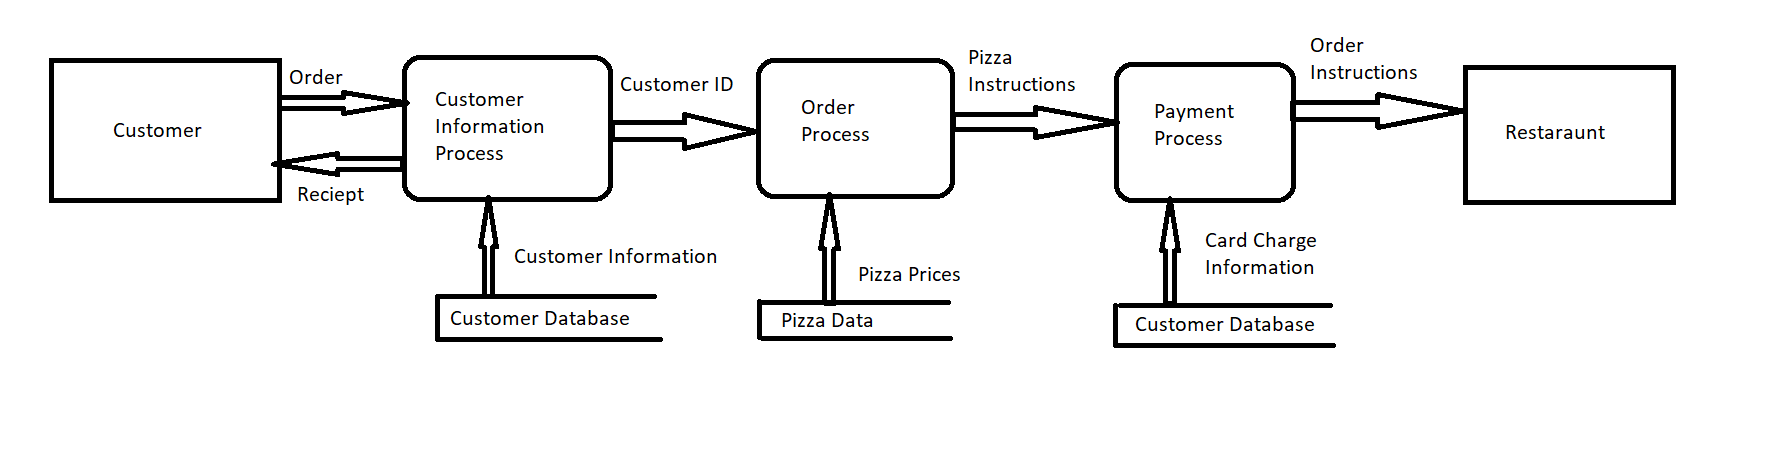 Customer
Order
Reciept
Customer
Information
Process
Customer ID
Order
Process
Pizza
Instructions
Payment
Process
Order
Instructions
Restaraunt
Customer Information
Customer Database
Pizza Prices
Pizza Data
Card Charge
Information
Customer Database